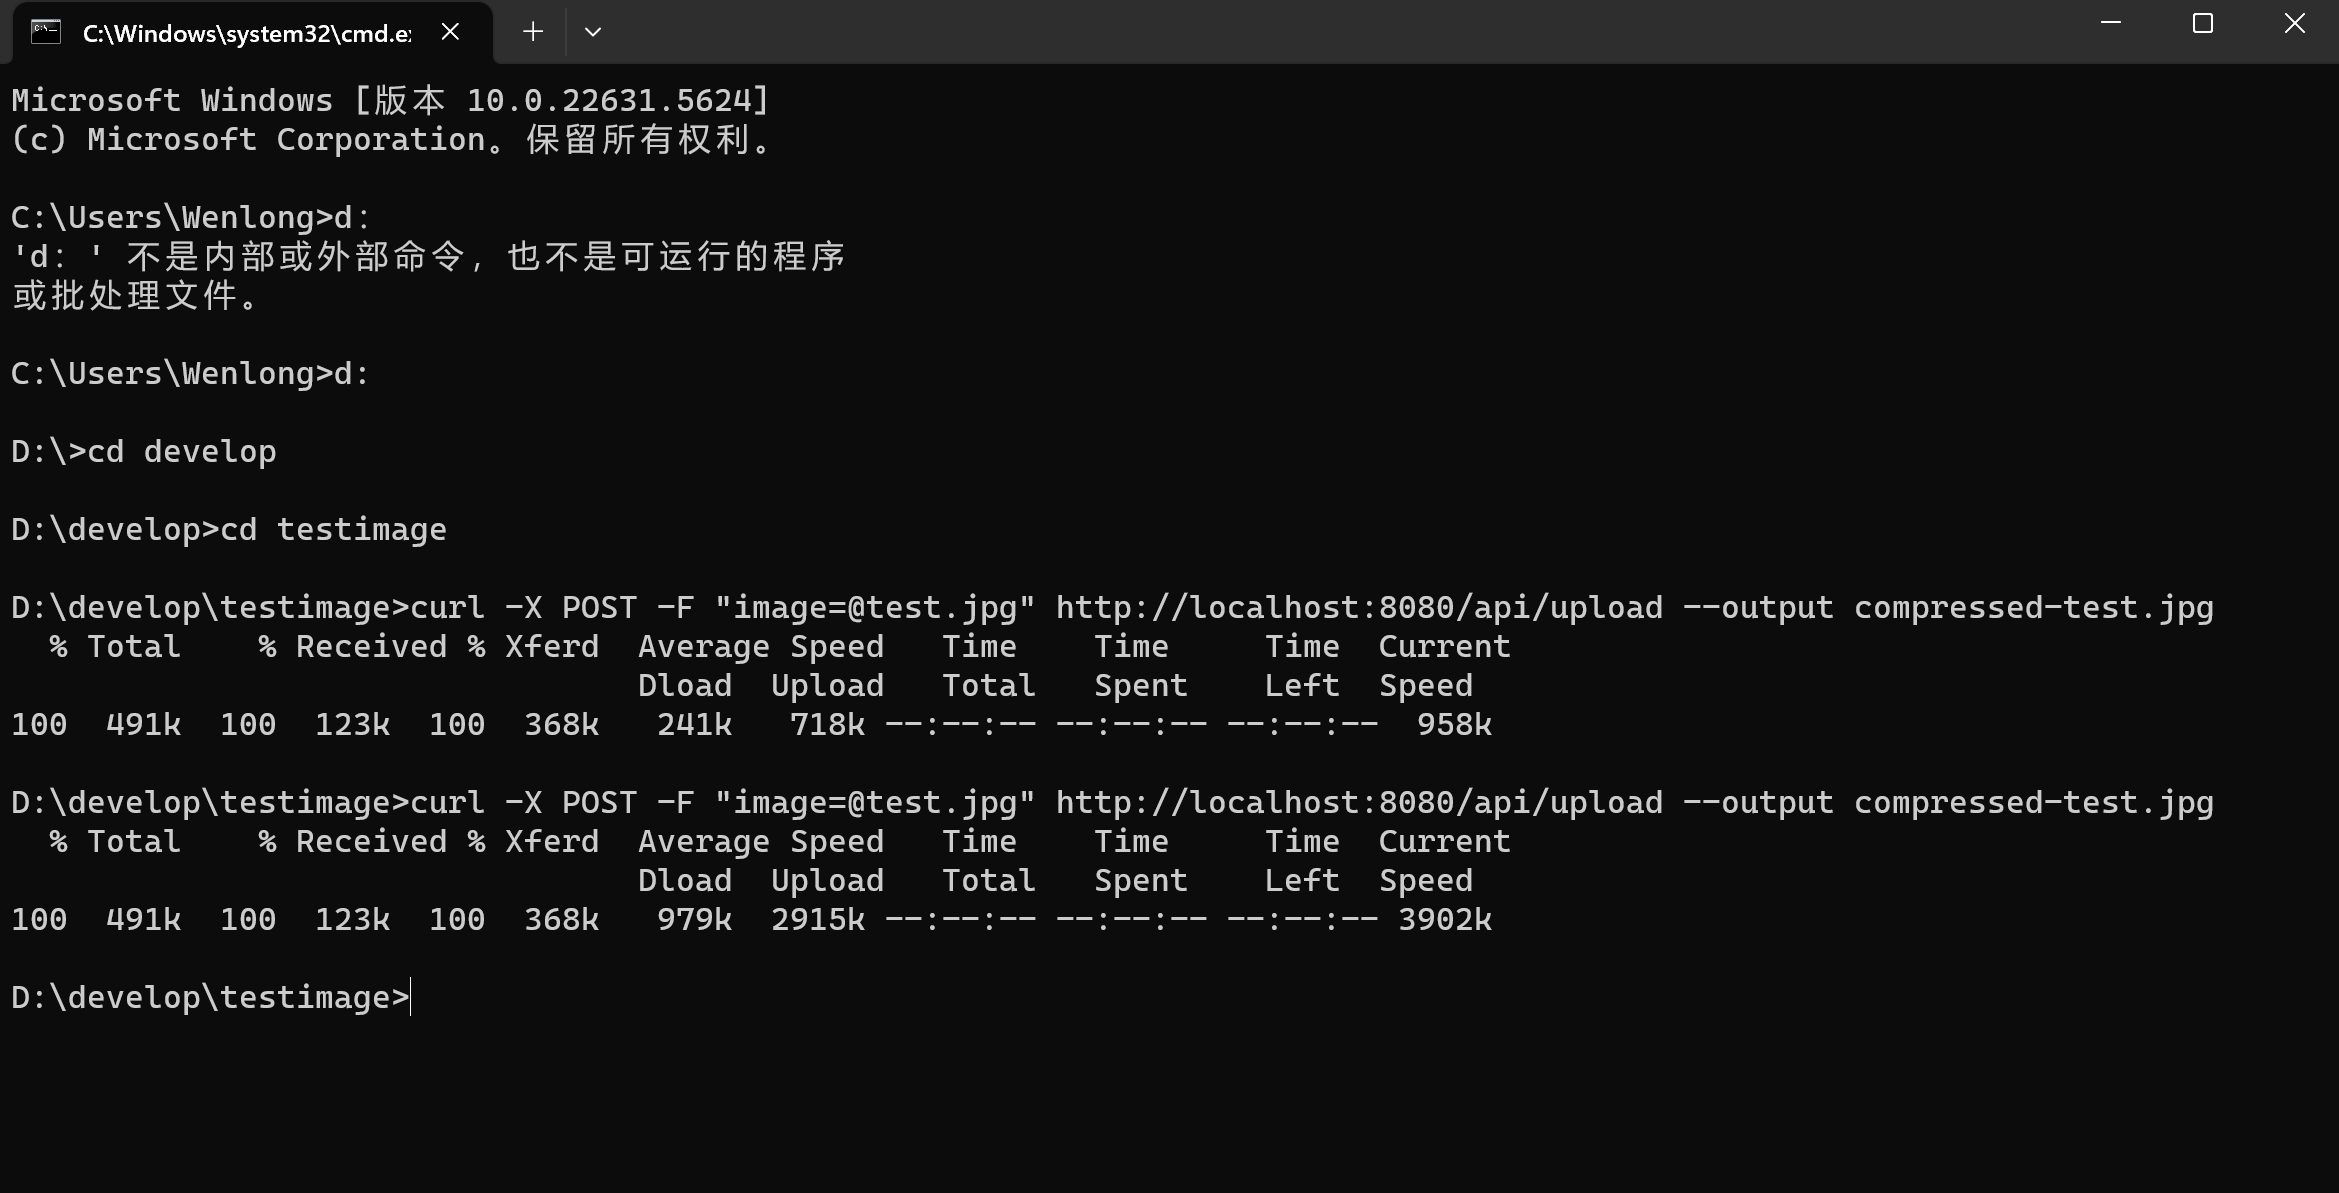 C:\Windows\system32\cmd.e
Microsoft Windows [版本 10.0.22631.5624]
(c) Microsoft Corporation。保留所有权利。
C:\Users\Wenlong>d：
'd：' 不是内部或外部命令，也不是可运行的程序
或批处理文件。
C:\Users\Wenlong>d:
D:\>cd develop
D:\develop>cd testimage
D:\develop\testimage>curl -X POST -F "image=@test.jpg" http://localhost:8080/api/upload --output compressed-test.jpg
  % Total    % Received % Xferd  Average Speed   Time    Time     Time  Current
                                 Dload  Upload   Total   Spent    Left  Speed
100  491k  100  123k  100  368k   241k   718k --:--:-- --:--:-- --:--:--  958k
D:\develop\testimage>curl -X POST -F "image=@test.jpg" http://localhost:8080/api/upload --output compressed-test.jpg
  % Total    % Received % Xferd  Average Speed   Time    Time     Time  Current
                                 Dload  Upload   Total   Spent    Left  Speed
100  491k  100  123k  100  368k   979k  2915k --:--:-- --:--:-- --:--:-- 3902k
D:\develop\testimage>